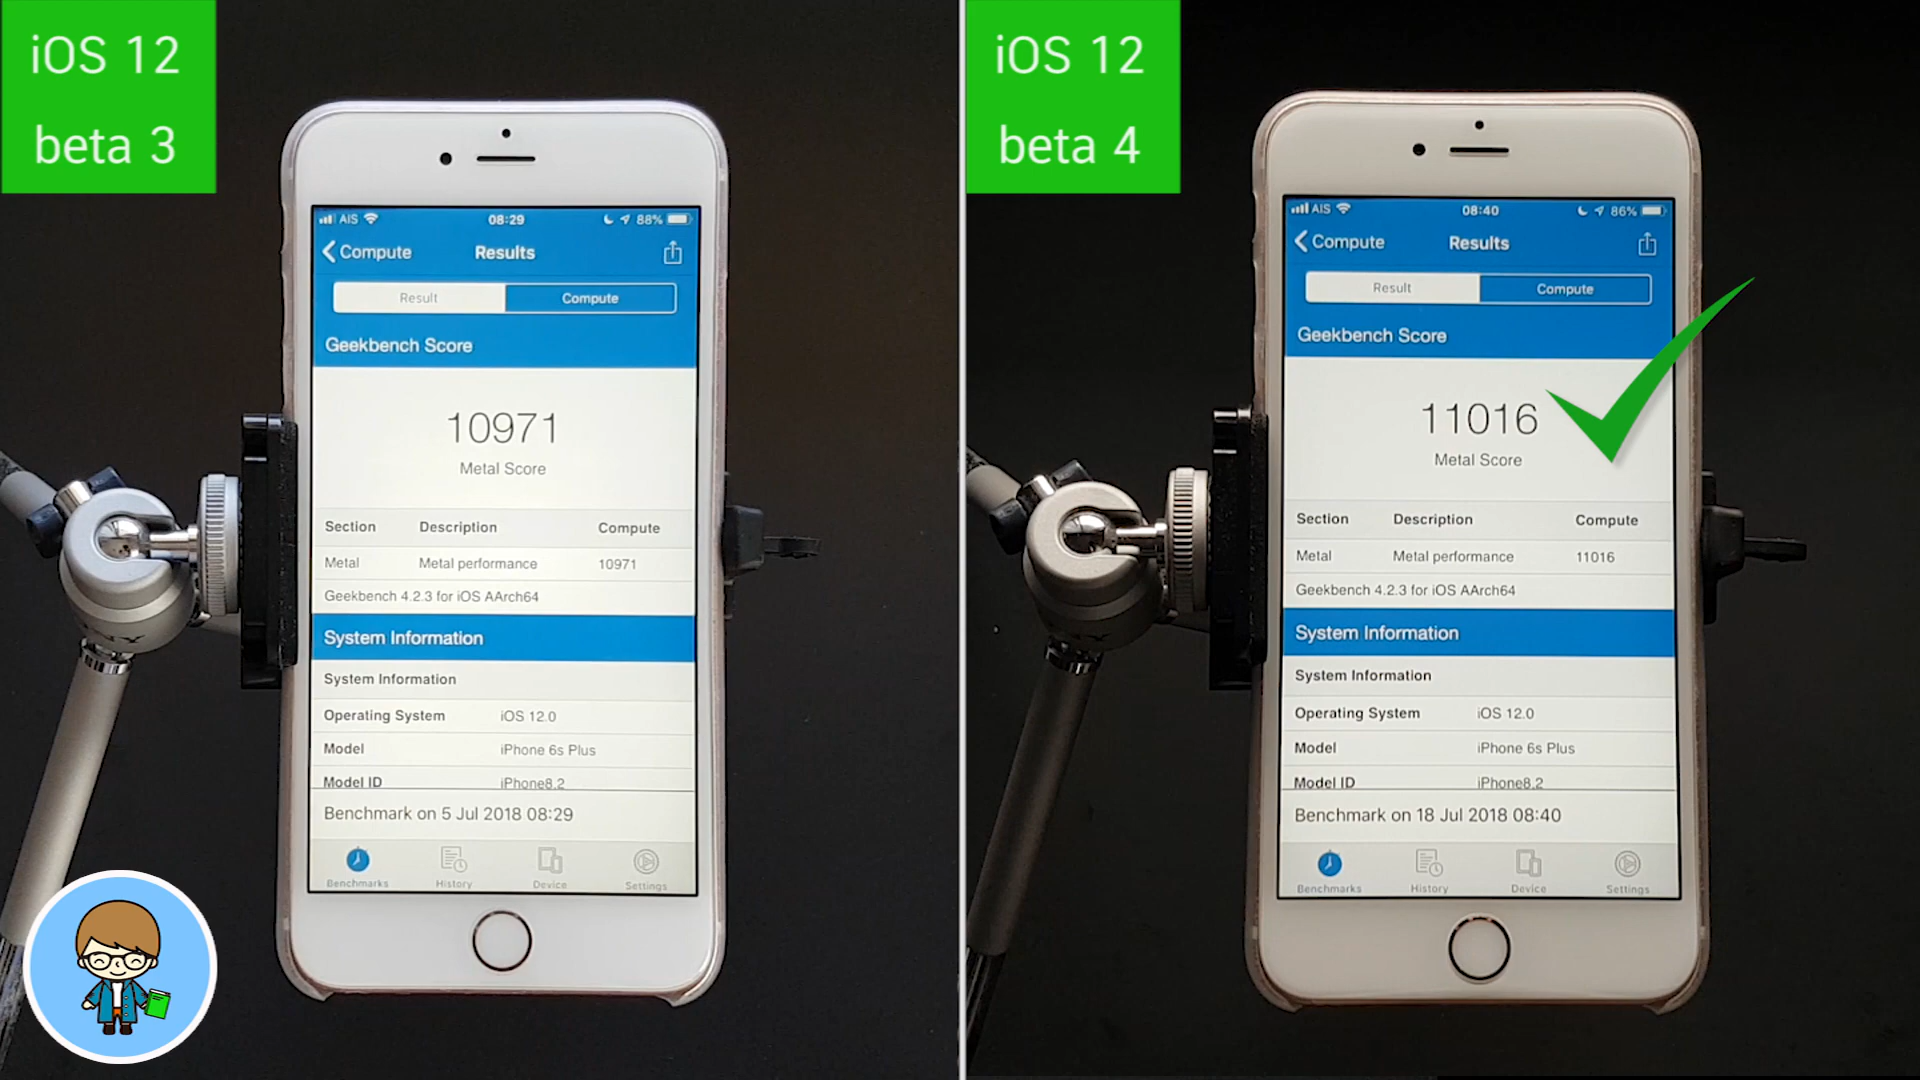 iOS 12
beta 3
AIS 08:29 88%
Compute Results
Result Compute
Geekbench Score
10971
Metal Score
Section Description Compute
Metal Metal performance 10971
Geekbench 4.2.3 for iOS AArch64
System Information
System Information
Operating System iOS 12.0
Model iPhone 6s Plus
Model ID iPhone8,2
Benchmark on 5 Jul 2018 08:29
Benchmarks History Device Settings
iOS 12
beta 4
AIS 08:40 86%
Compute Results
Result Compute
Geekbench Score
11016
Metal Score
Section Description Compute
Metal Metal performance 11016
Geekbench 4.2.3 for iOS AArch64
System Information
System Information
Operating System iOS 12.0
Model iPhone 6s Plus
Model ID iPhone8,2
Benchmark on 18 Jul 2018 08:40
Benchmarks History Device Settings